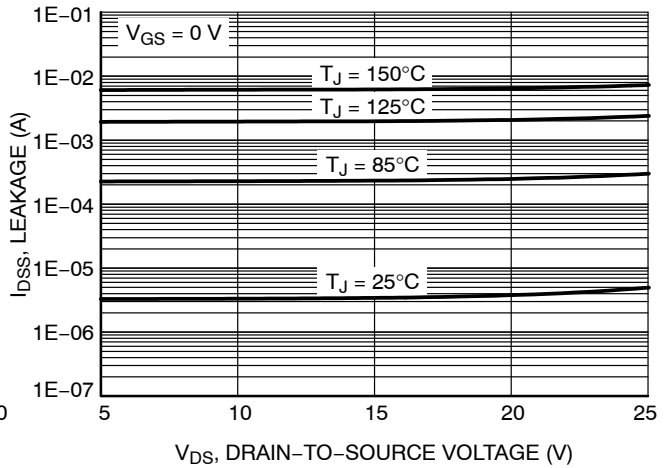 1E−01
V_GS = 0 V
1E−02
T_J = 150°C
T_J = 125°C
1E−03
T_J = 85°C
1E−04
1E−05
T_J = 25°C
1E−06
1E−07
I_DSS, LEAKAGE (A)
0
5 10 15 20 25
V_DS, DRAIN−TO−SOURCE VOLTAGE (V)